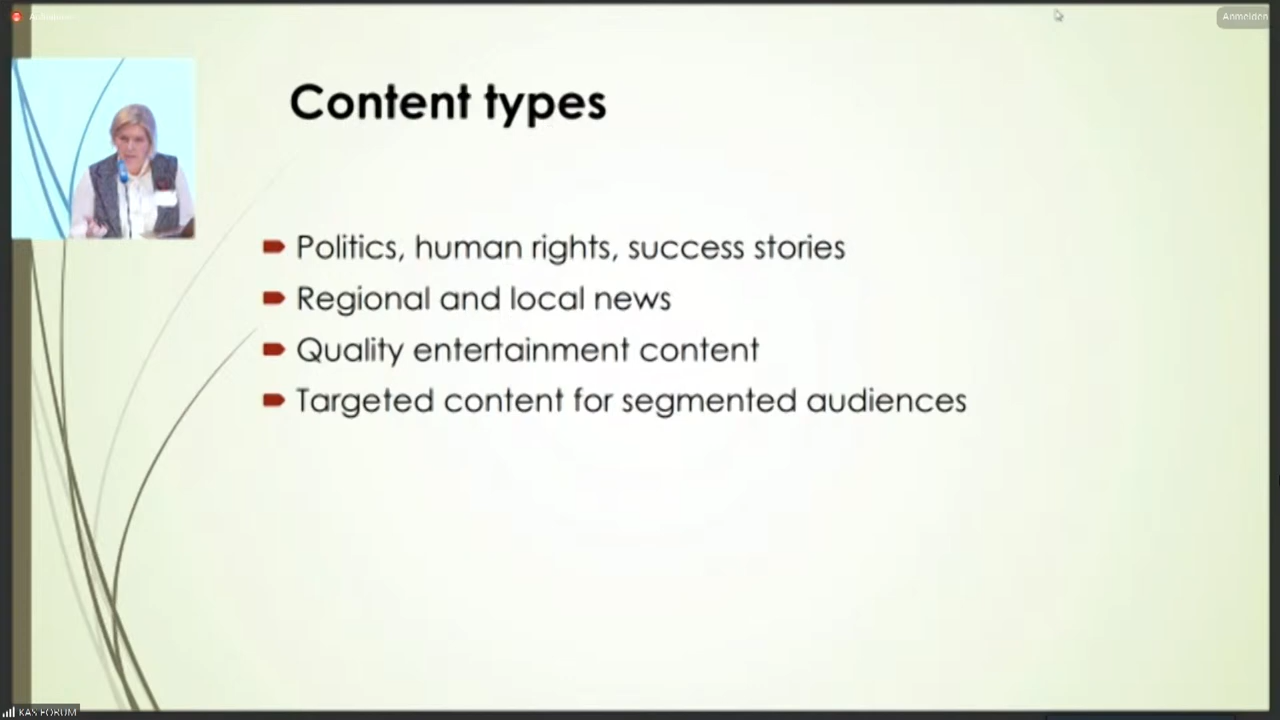 Anmelden
Content types
Politics, human rights, success stories
Regional and local news
Quality entertainment content
Targeted content for segmented audiences
KAS FORUM